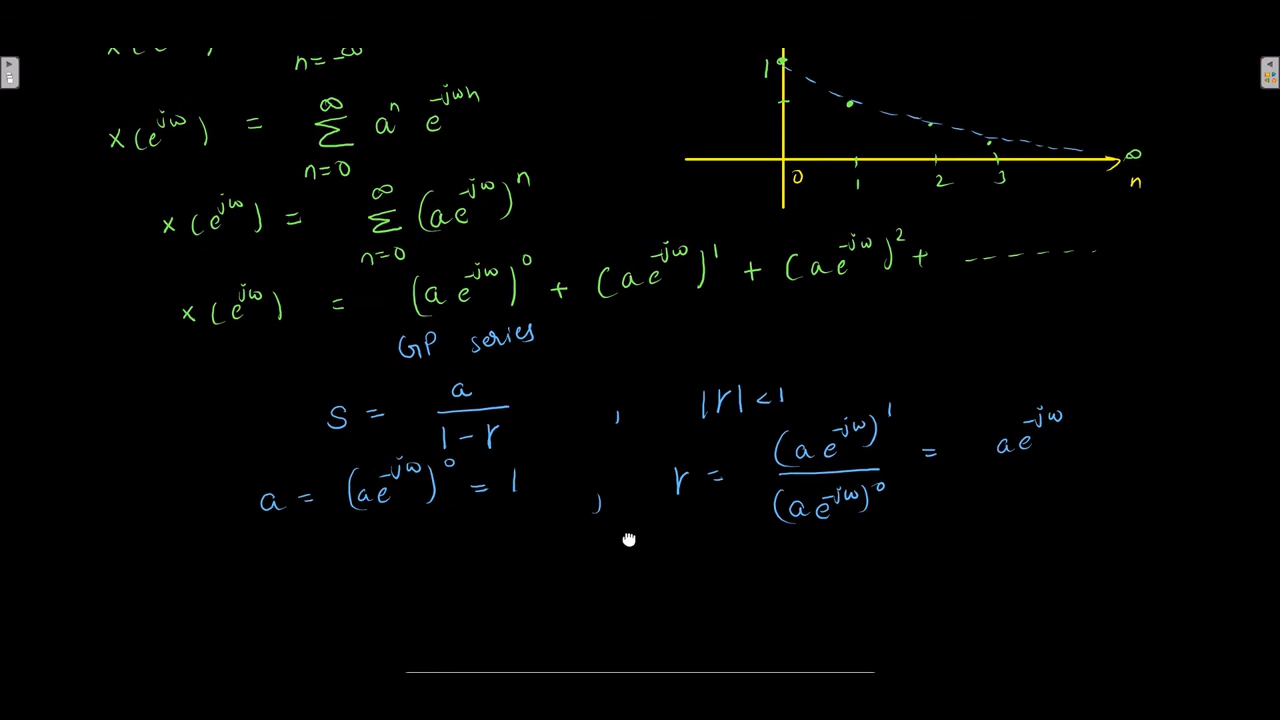 n = -∞
X(e^{jω}) = ∑_{n=0}^{∞} a^n e^{-jωn}
X(e^{jω}) = ∑_{n=0}^{∞} (ae^{-jω})^n
X(e^{jω}) = (ae^{-jω})^0 + (ae^{-jω})^1 + (ae^{-jω})^2 + -------
GP series
S = a/(1-r) , |r| < 1
a = (ae^{-jω})^0 = 1 , r = (ae^{-jω})^1/(ae^{-jω})^0 = ae^{-jω}
1
0 1 2 3 ∞
n